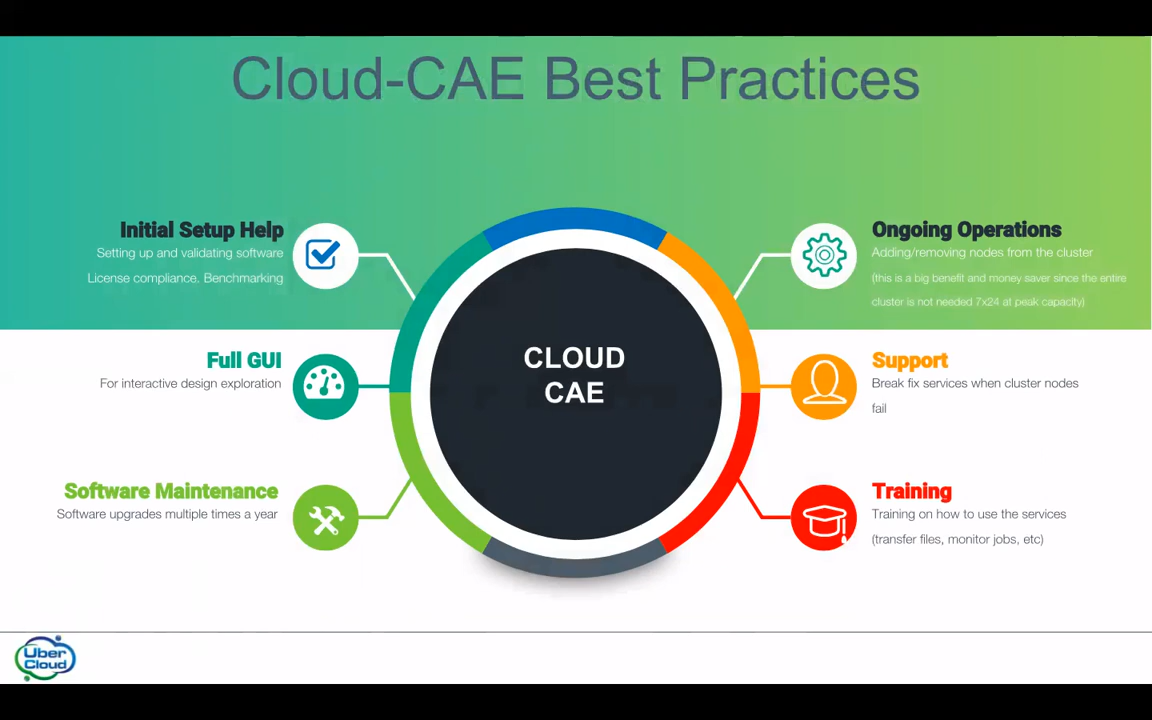 Cloud-CAE Best Practices
Initial Setup Help
Setting up and validating software
License compliance. Benchmarking
Full GUI
For interactive design exploration
Software Maintenance
Software upgrades multiple times a year
CLOUD
CAE
Ongoing Operations
Adding/removing nodes from the cluster
(this is a big benefit and money saver since the entire
cluster is not needed 7x24 at peak capacity)
Support
Break fix services when cluster nodes
fail
Training
Training on how to use the services
(transfer files, monitor jobs, etc)
Uber
Cloud